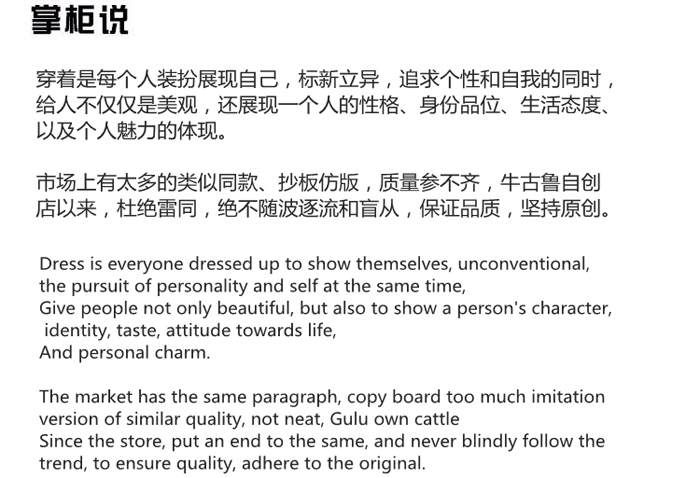 掌柜说
穿着是每个人装扮展现自己，标新立异，追求个性和自我的同时，
给人不仅仅是美观，还展现一个人的性格、身份品位、生活态度、
以及个人魅力的体现。
市场上有太多的类似同款、抄板仿版，质量参不齐，牛古鲁自创
店以来，杜绝雷同，绝不随波逐流和盲从，保证品质，坚持原创。
Dress is everyone dressed up to show themselves, unconventional,
the pursuit of personality and self at the same time,
Give people not only beautiful, but also to show a person's character,
identity, taste, attitude towards life,
And personal charm.
The market has the same paragraph, copy board too much imitation
version of similar quality, not neat, Gulu own cattle
Since the store, put an end to the same, and never blindly follow the
trend, to ensure quality, adhere to the original.